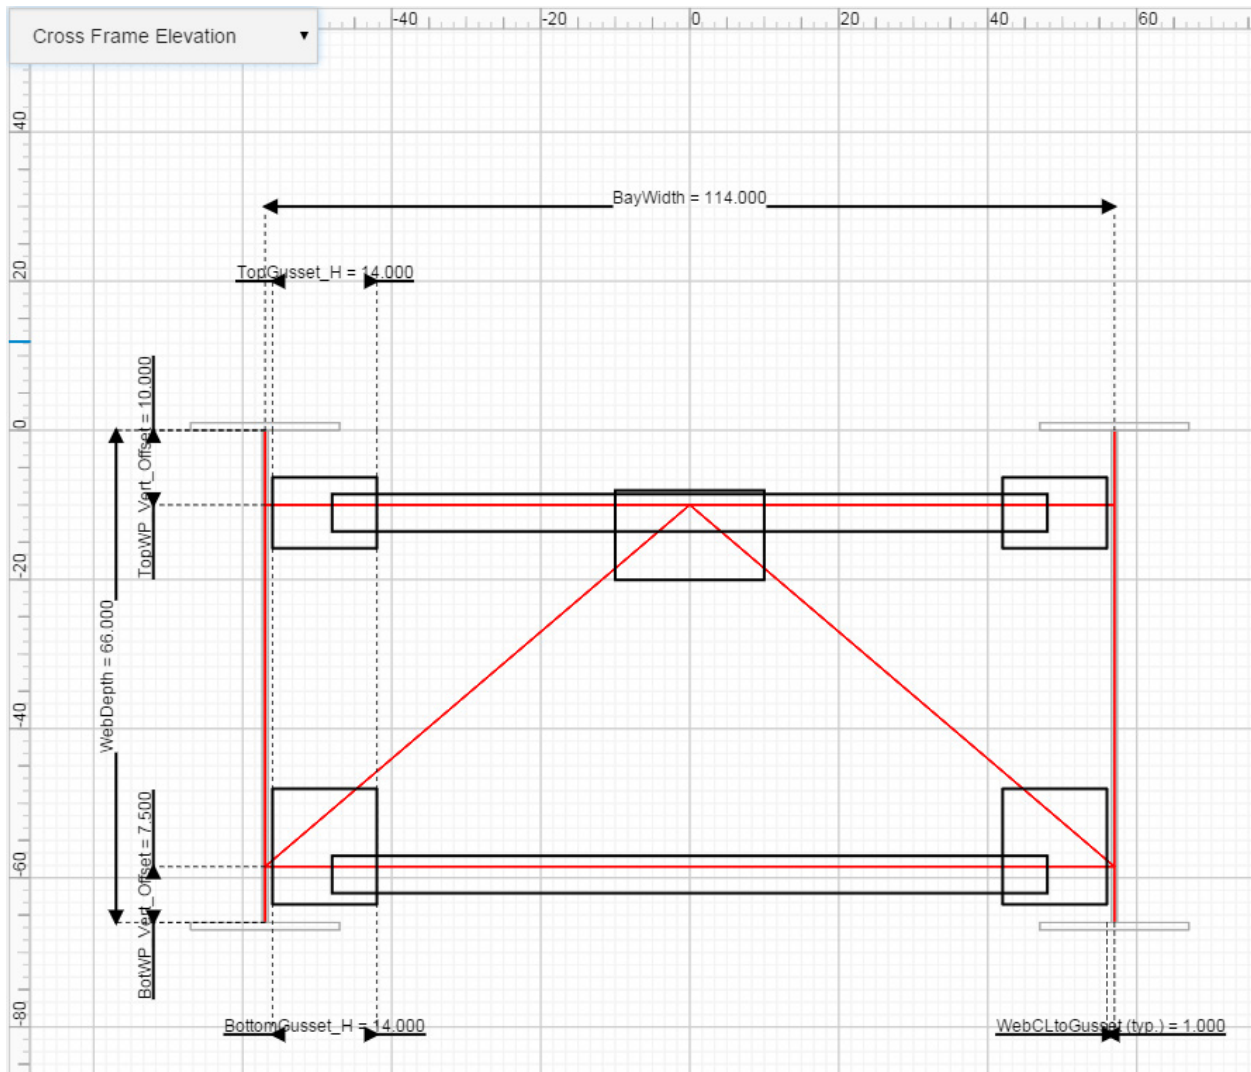 Cross Frame Elevation
-40
-20
0
20
40
60
40
20
0
-20
-40
-60
-80
BayWidth = 114.000
TopGusset_H = 14.000
TopWP_Vert_Offset = 10.000
WebDepth = 66.000
BotWP_Vert_Offset = 7.500
BottomGusset_H = 14.000
WebCLtoGusset (typ.) = 1.000